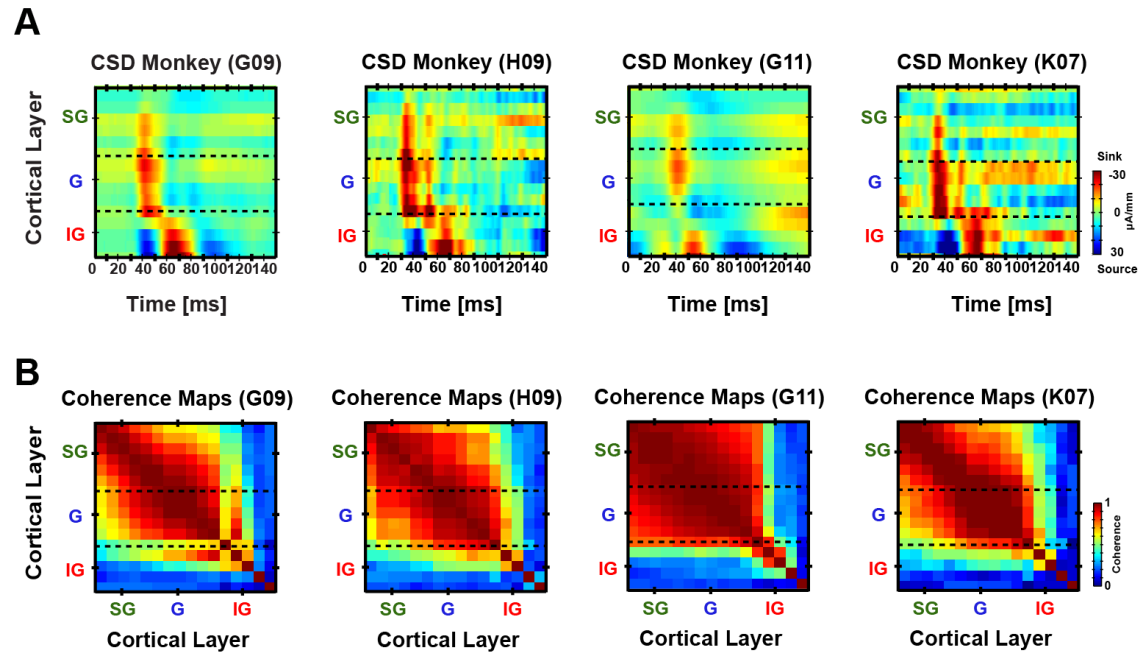 A
CSD Monkey (G09)
CSD Monkey (H09)
CSD Monkey (G11)
CSD Monkey (K07)
Cortical Layer
SG
G
IG
SG
G
IG
SG
G
IG
SG
G
IG
0 20 40 60 80 100 120 140
0 20 40 60 80 100 120 140
0 20 40 60 80 100 120 140
0 20 40 60 80 100 120 140
Time [ms]
Time [ms]
Time [ms]
Time [ms]
Sink
-30
0
30
µA/mm
Source
B
Coherence Maps (G09)
Coherence Maps (H09)
Coherence Maps (G11)
Coherence Maps (K07)
Cortical Layer
SG
G
IG
SG
G
IG
SG
G
IG
SG
G
IG
SG G IG
SG G IG
SG G IG
SG G IG
Cortical Layer
Cortical Layer
Cortical Layer
Cortical Layer
1
0
Coherence